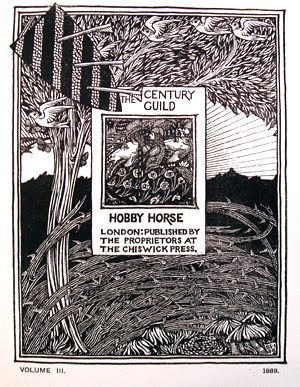 THE CENTURY
GUILD
HOBBY HORSE
LONDON: PUBLISHED BY
THE PROPRIETORS AT
THE CHISWICK PRESS.
VOLUME III.
1888.